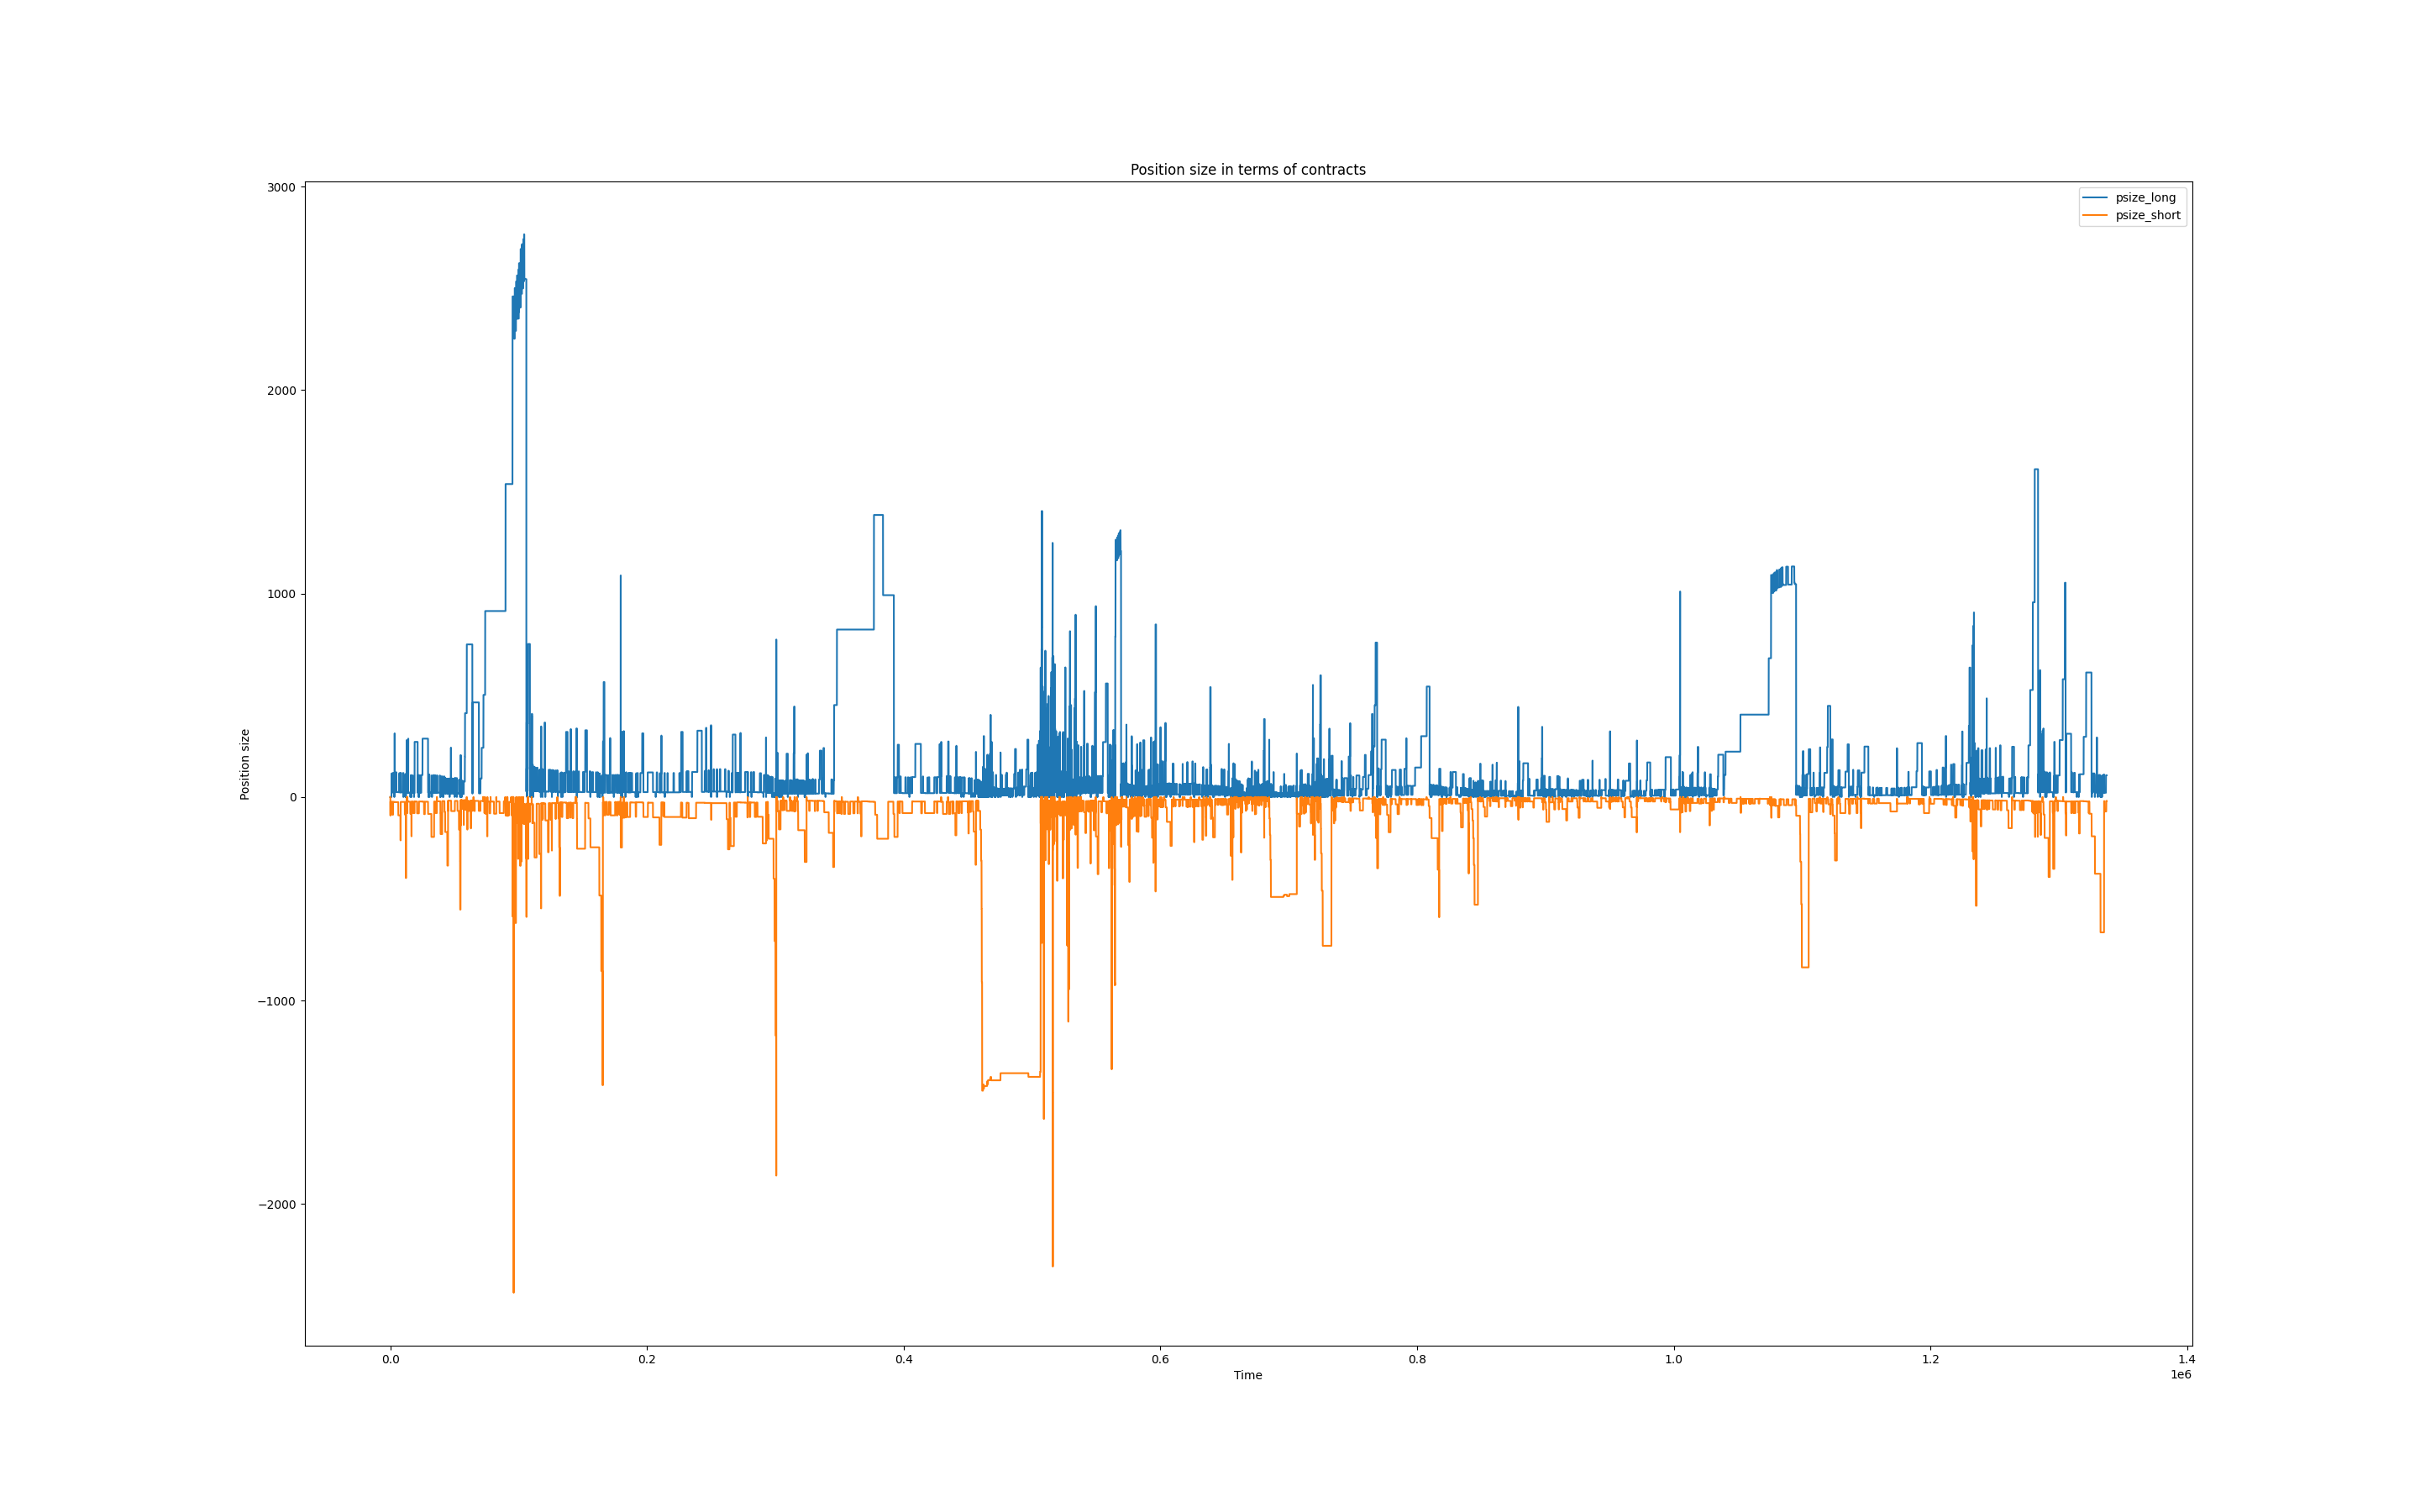 Position size in terms of contracts
psize_long
psize_short
3000
2000
1000
0
−1000
−2000
Position size
0.0
0.2
0.4
0.6
0.8
1.0
1.2
1.4
1e6
Time